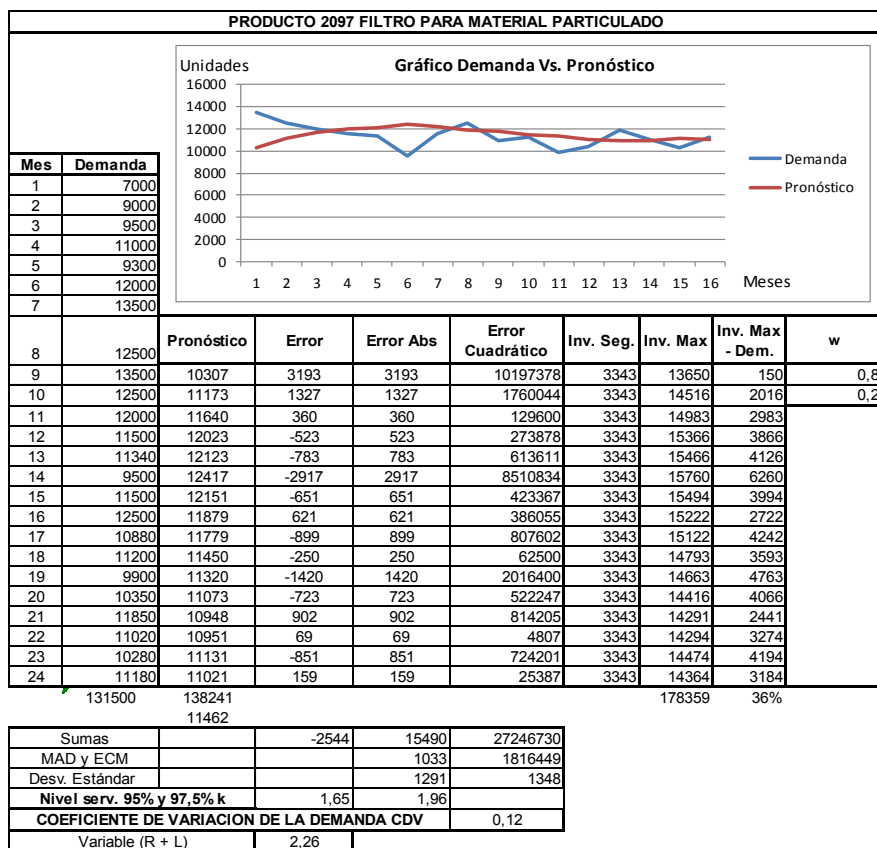 PRODUCTO 2097 FILTRO PARA MATERIAL PARTICULADO
Unidades
Gráfico Demanda Vs. Pronóstico
16000
14000
12000
10000
8000
6000
4000
2000
0
1 2 3 4 5 6 7 8 9 10 11 12 13 14 15 16 Meses
Demanda
Pronóstico
Mes Demanda
1 7000
2 9000
3 9500
4 11000
5 9300
6 12000
7 13500
8 12500 Pronóstico Error Error Abs Error Cuadrático Inv. Seg. Inv. Max Inv. Max - Dem. w
9 13500 10307 3193 3193 10197378 3343 13650 150 0,8
10 12500 11173 1327 1327 1760044 3343 14516 2016 0,2
11 12000 11640 360 360 129600 3343 14983 2983
12 11500 12023 -523 523 273878 3343 15366 3866
13 11340 12123 -783 783 613611 3343 15466 4126
14 9500 12417 -2917 2917 8510834 3343 15760 6260
15 11500 12151 -651 651 423367 3343 15494 3994
16 12500 11879 621 621 386055 3343 15222 2722
17 10880 11779 -899 899 807602 3343 15122 4242
18 11200 11450 -250 250 62500 3343 14793 3593
19 9900 11320 -1420 1420 2016400 3343 14663 4763
20 10350 11073 -723 723 522247 3343 14416 4066
21 11850 10948 902 902 814205 3343 14291 2441
22 11020 10951 69 69 4807 3343 14294 3274
23 10280 11131 -851 851 724201 3343 14474 4194
24 11180 11021 159 159 25387 3343 14364 3184
131500 138241 178359 36%
11462
Sumas -2544 15490 27246730
MAD y ECM 1033 1816449
Desv. Estándar 1291 1348
Nivel serv. 95% y 97,5% k 1,65 1,96
COEFICIENTE DE VARIACION DE LA DEMANDA CDV 0,12
Variable (R + L) 2,26